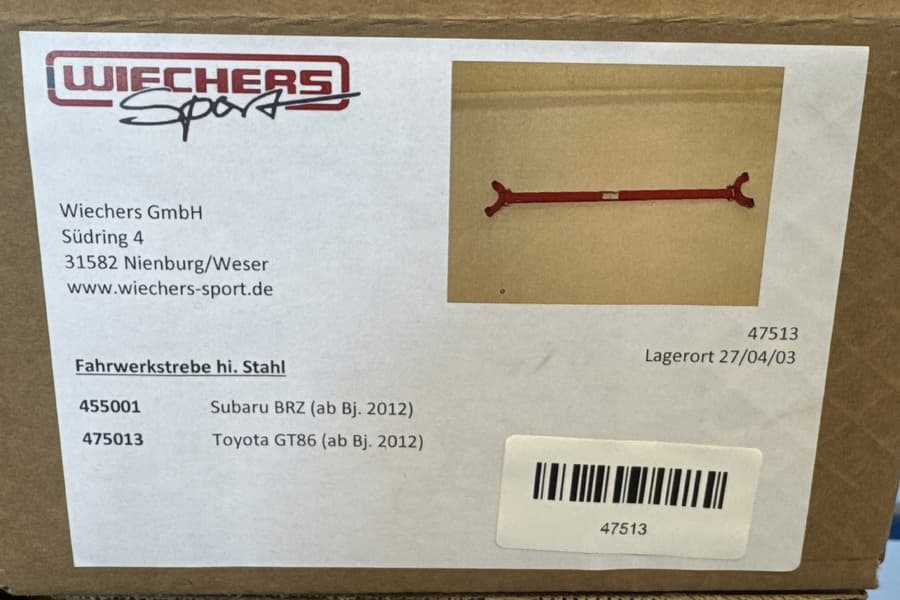 WIECHERS
Sport
Wiechers GmbH
Südring 4
31582 Nienburg/Weser
www.wiechers-sport.de
47513
Lagerort 27/04/03
Fahrwerkstrebe hi. Stahl
455001 Subaru BRZ (ab Bj. 2012)
475013 Toyota GT86 (ab Bj. 2012)
47513